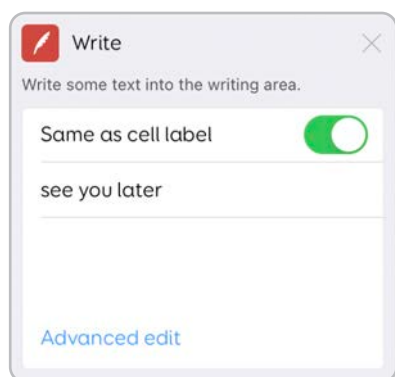 Write
Write some text into the writing area.
Same as cell label
see you later
Advanced edit